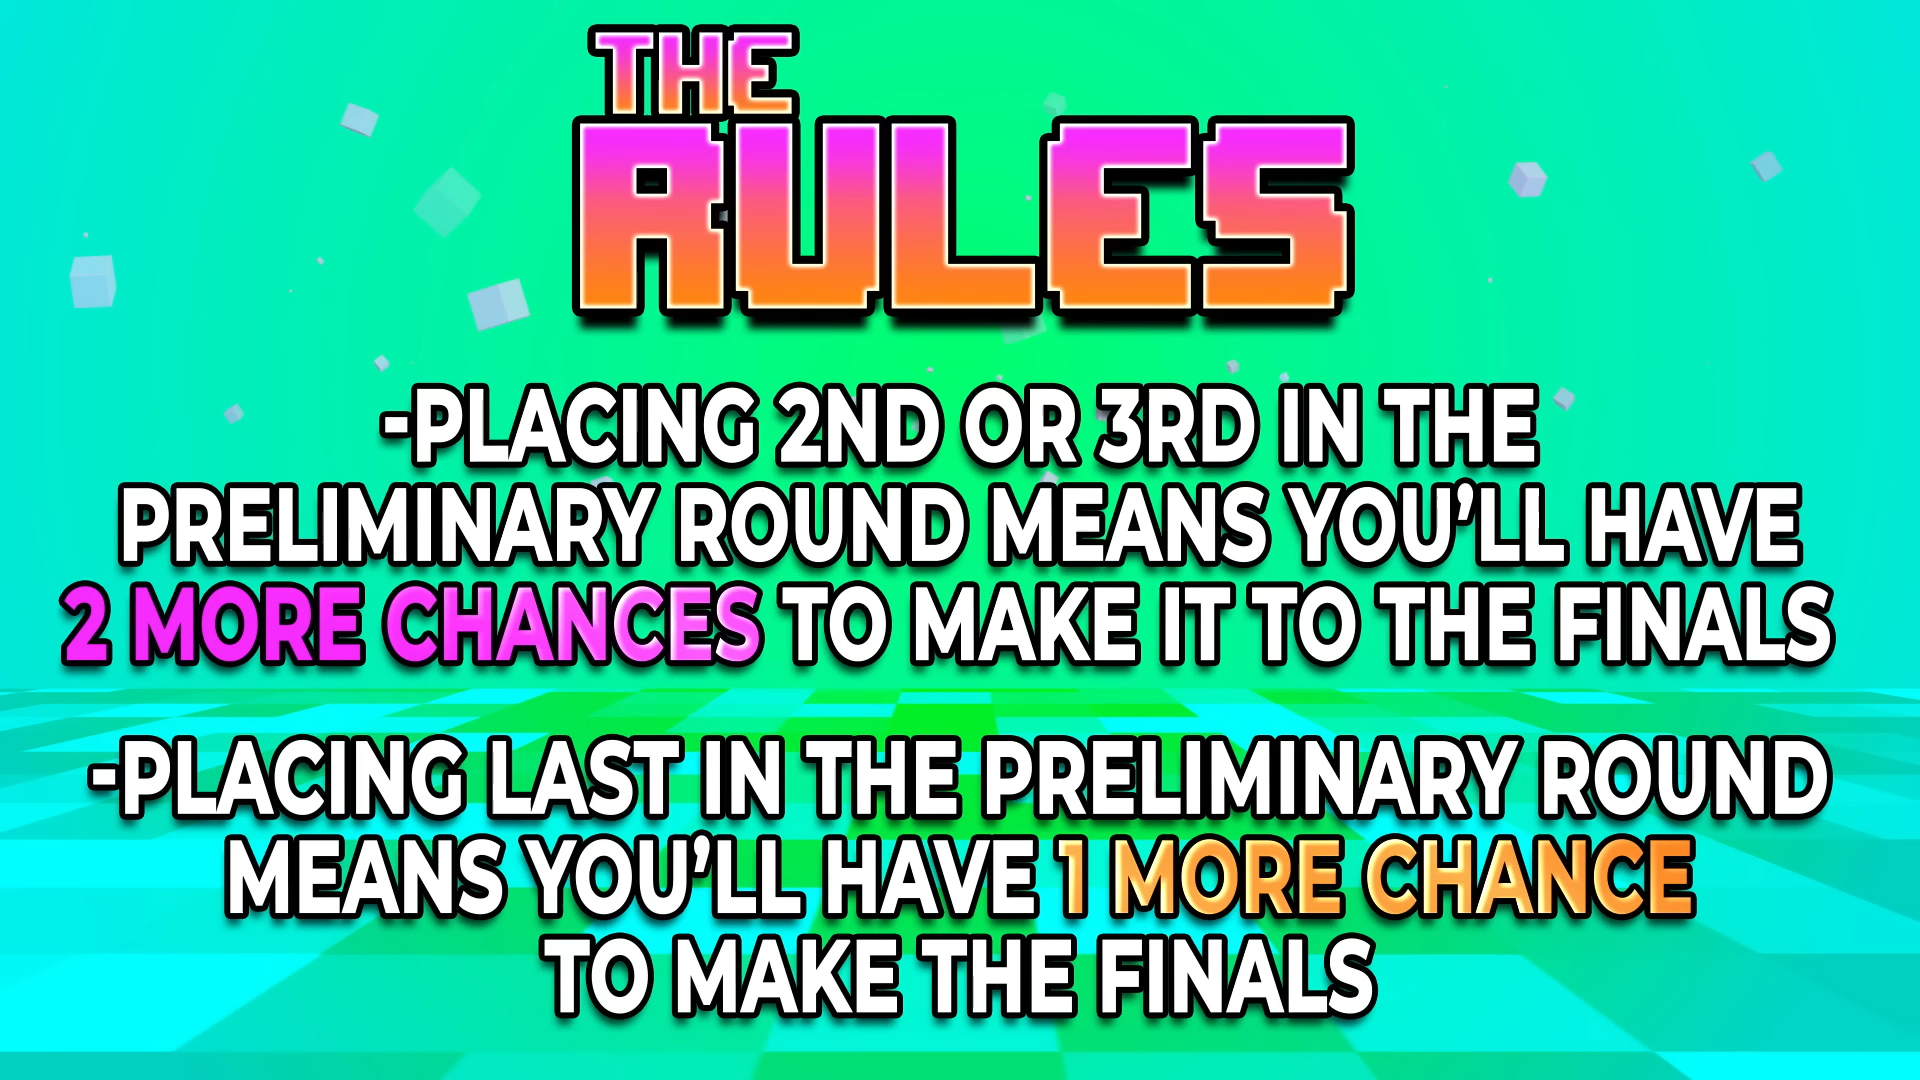 THE
RULES
-PLACING 2ND OR 3RD IN THE
PRELIMINARY ROUND MEANS YOU’LL HAVE
2 MORE CHANCES TO MAKE IT TO THE FINALS
-PLACING LAST IN THE PRELIMINARY ROUND
MEANS YOU’LL HAVE 1 MORE CHANCE
TO MAKE THE FINALS